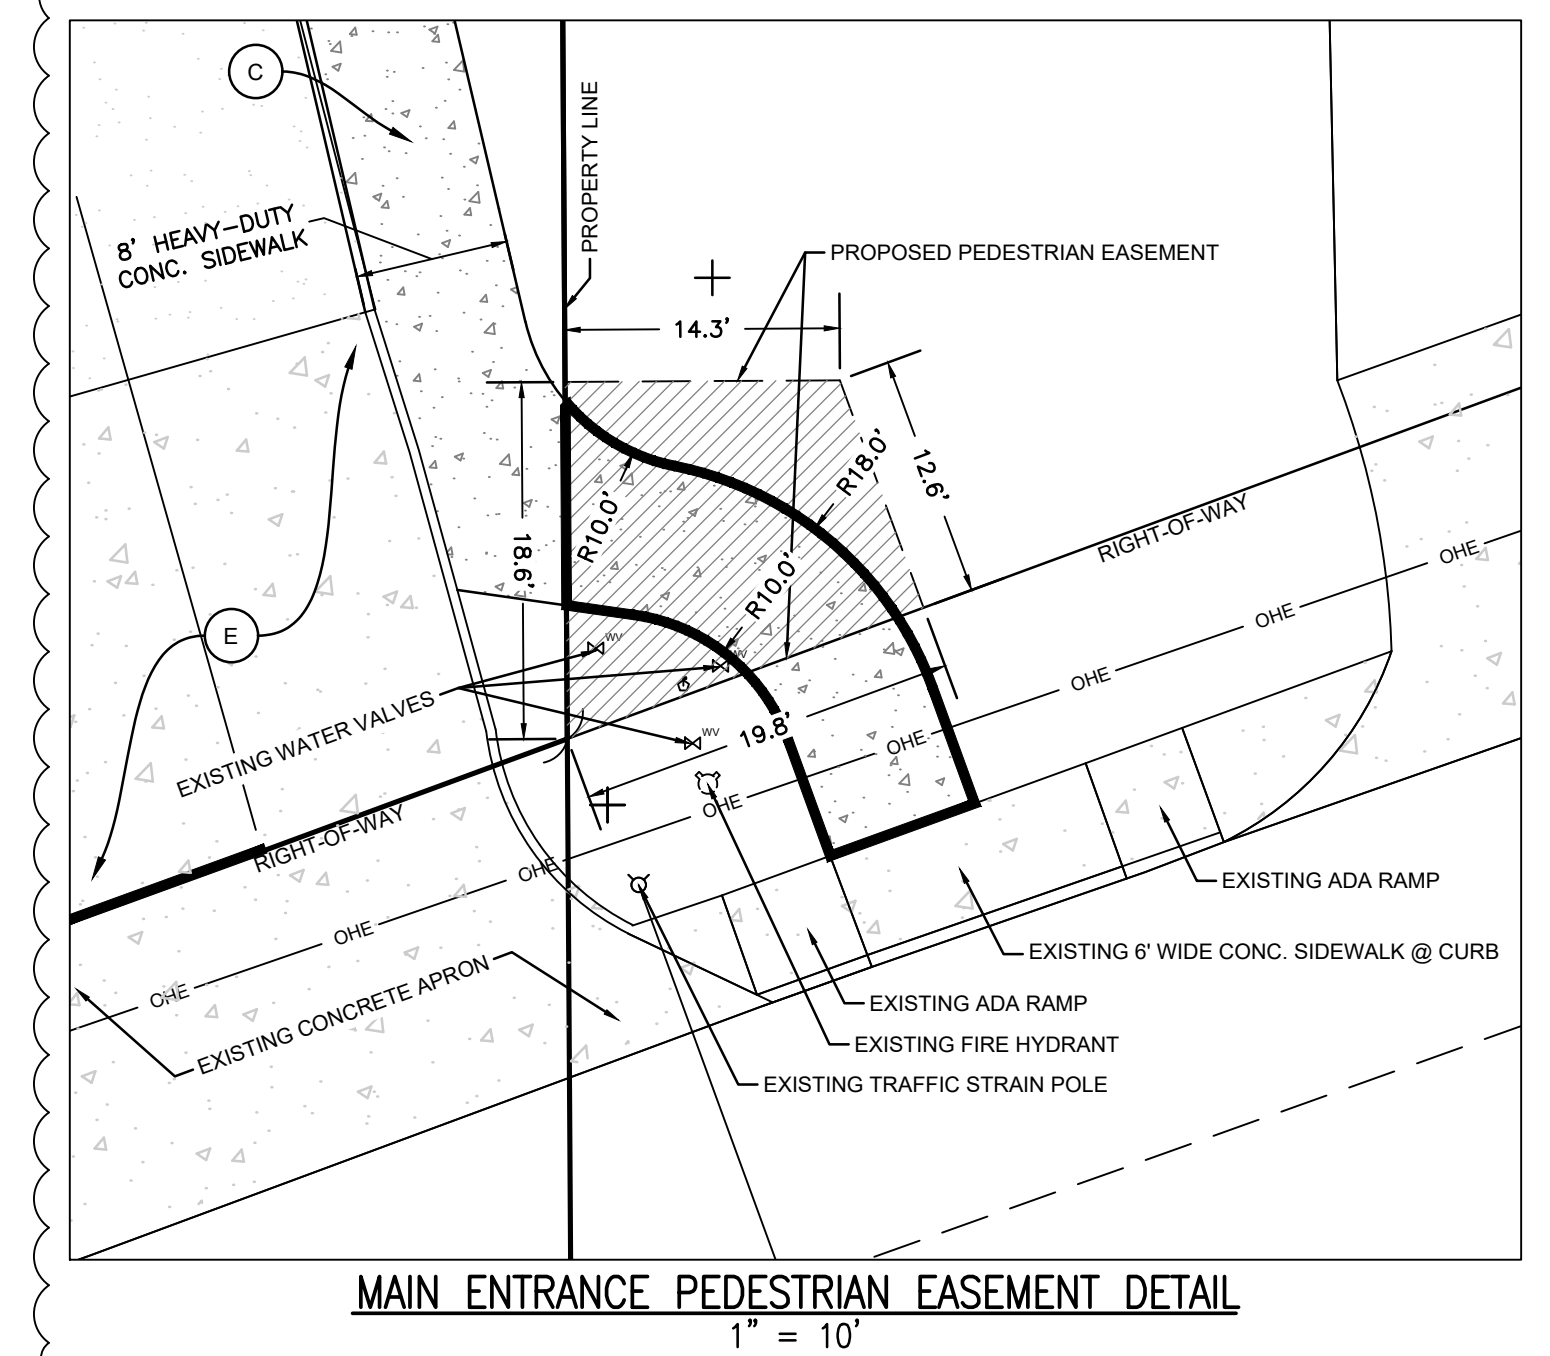 C
PROPERTY LINE
8' HEAVY-DUTY
CONC. SIDEWALK
PROPOSED PEDESTRIAN EASEMENT
14.3'
R18.0'
12.6'
R10.0'
18.6'
R10.0'
RIGHT-OF-WAY
OHE
OHE
OHE
E
WV
WV
EXISTING WATER VALVES
WV
19.8'
OHE
OHE
RIGHT-OF-WAY
OHE
OHE
OHE
EXISTING ADA RAMP
EXISTING 6' WIDE CONC. SIDEWALK @ CURB
EXISTING CONCRETE APRON
EXISTING ADA RAMP
EXISTING FIRE HYDRANT
EXISTING TRAFFIC STRAIN POLE
MAIN ENTRANCE PEDESTRIAN EASEMENT DETAIL
1" = 10'